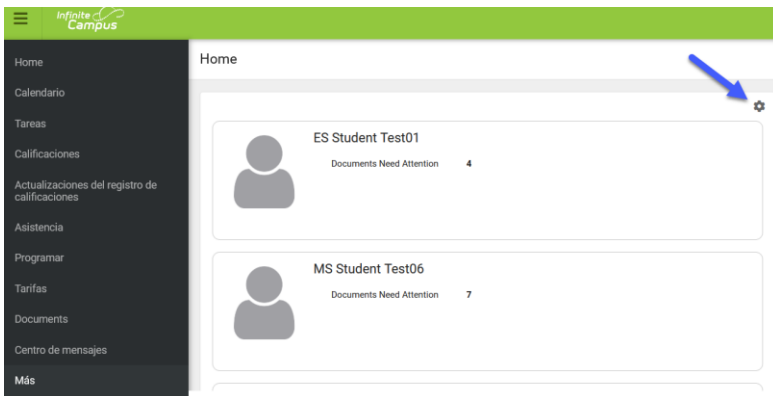 Infinite
Campus
Home
Calendario
Tareas
Calificaciones
Actualizaciones del registro de
calificaciones
Asistencia
Programar
Tarifas
Documents
Centro de mensajes
Más
Home
ES Student Test01
Documents Need Attention 4
MS Student Test06
Documents Need Attention 7